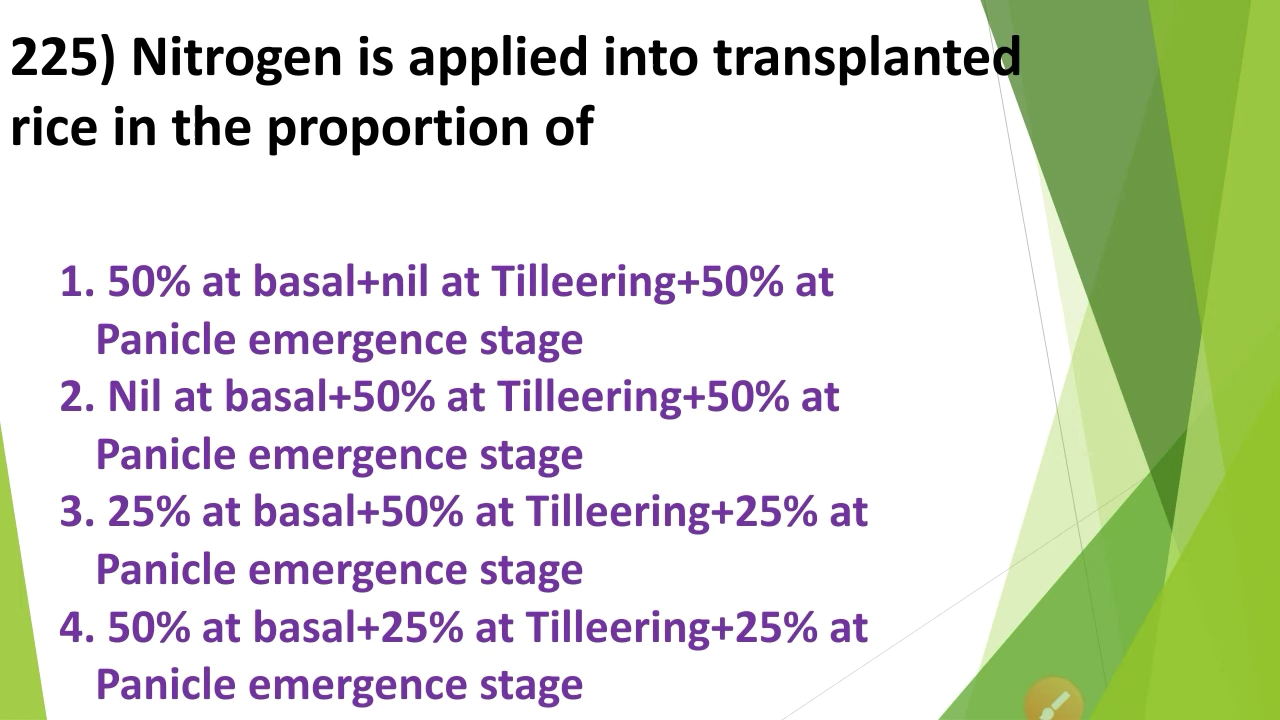 225) Nitrogen is applied into transplanted
rice in the proportion of
1. 50% at basal+nil at Tilleering+50% at
Panicle emergence stage
2. Nil at basal+50% at Tilleering+50% at
Panicle emergence stage
3. 25% at basal+50% at Tilleering+25% at
Panicle emergence stage
4. 50% at basal+25% at Tilleering+25% at
Panicle emergence stage